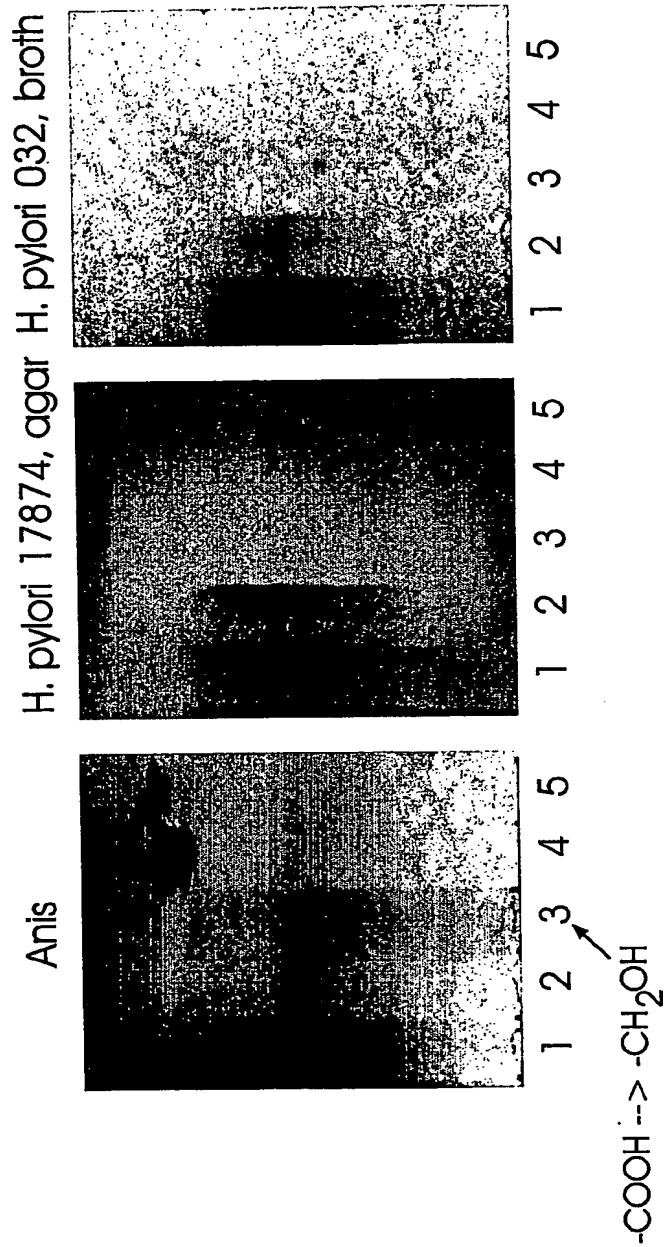 Anis
H. pylori 17874, agar
H. pylori 032, broth
1 2 3 4 5
1 2 3 4 5
1 2 3 4 5
-COOH --> -CH₂OH